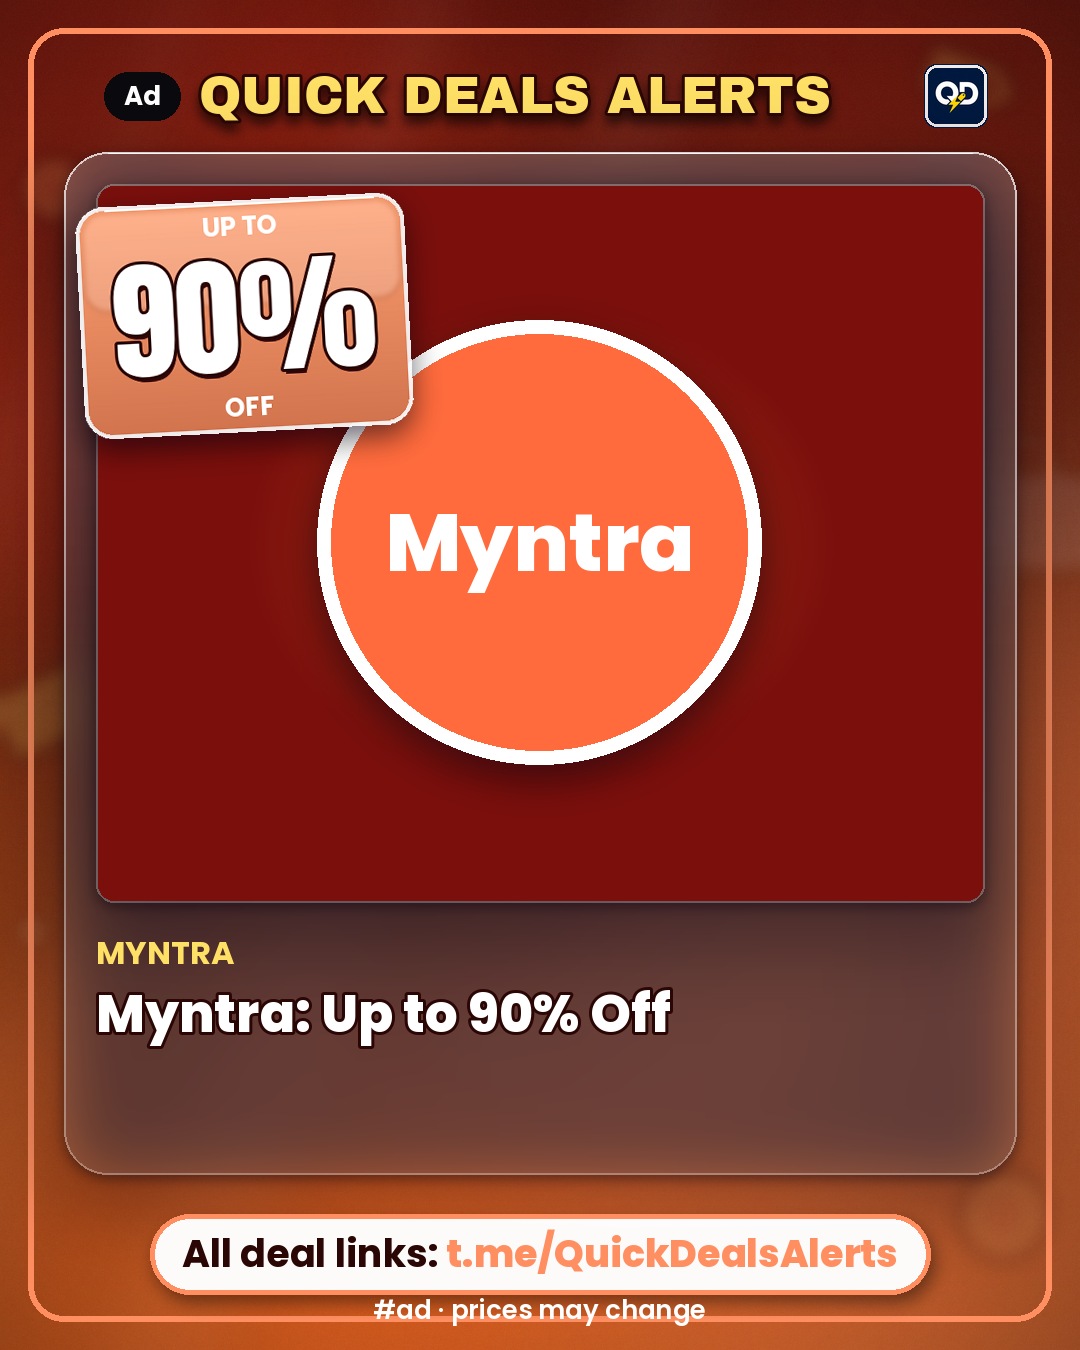 Ad
QUICK DEALS ALERTS
QD
UP TO
90%
OFF
Myntra
MYNTRA
Myntra: Up to 90% Off
All deal links: t.me/QuickDealsAlerts
#ad · prices may change